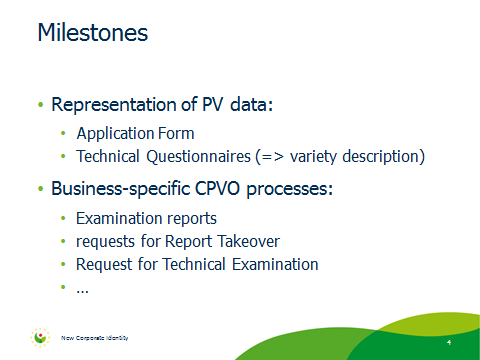 Milestones
• Representation of PV data:
• Application Form
• Technical Questionnaires (=> variety description)
• Business-specific CPVO processes:
• Examination reports
• requests for Report Takeover
• Request for Technical Examination
• ...
New Corporate Identity
4